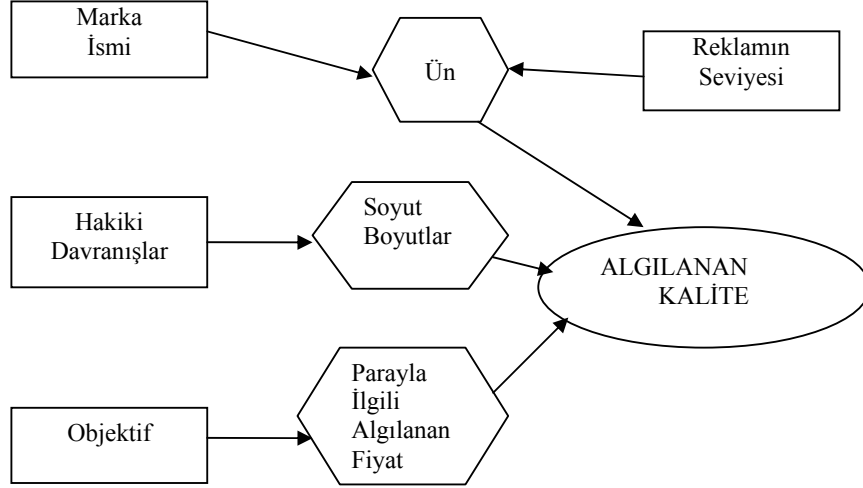 Marka
İsmi
Ün
Reklamın
Seviyesi
Hakiki
Davranışlar
Soyut
Boyutlar
ALGILANAN
KALİTE
Objektif
Parayla
İlgili
Algılanan
Fiyat